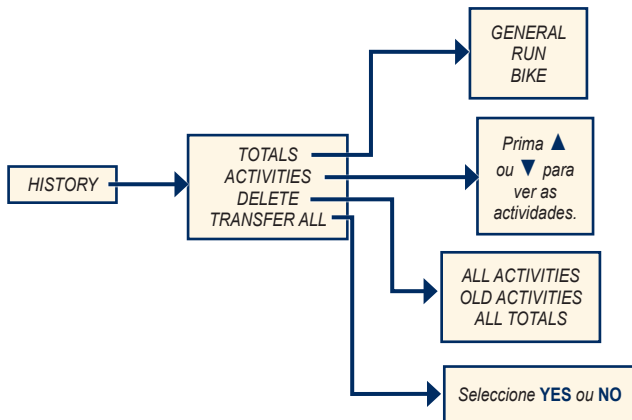 HISTORY
TOTALS
ACTIVITIES
DELETE
TRANSFER ALL
GENERAL
RUN
BIKE
Prima ▲
ou ▼ para
ver as
actividades.
ALL ACTIVITIES
OLD ACTIVITIES
ALL TOTALS
Seleccione YES ou NO